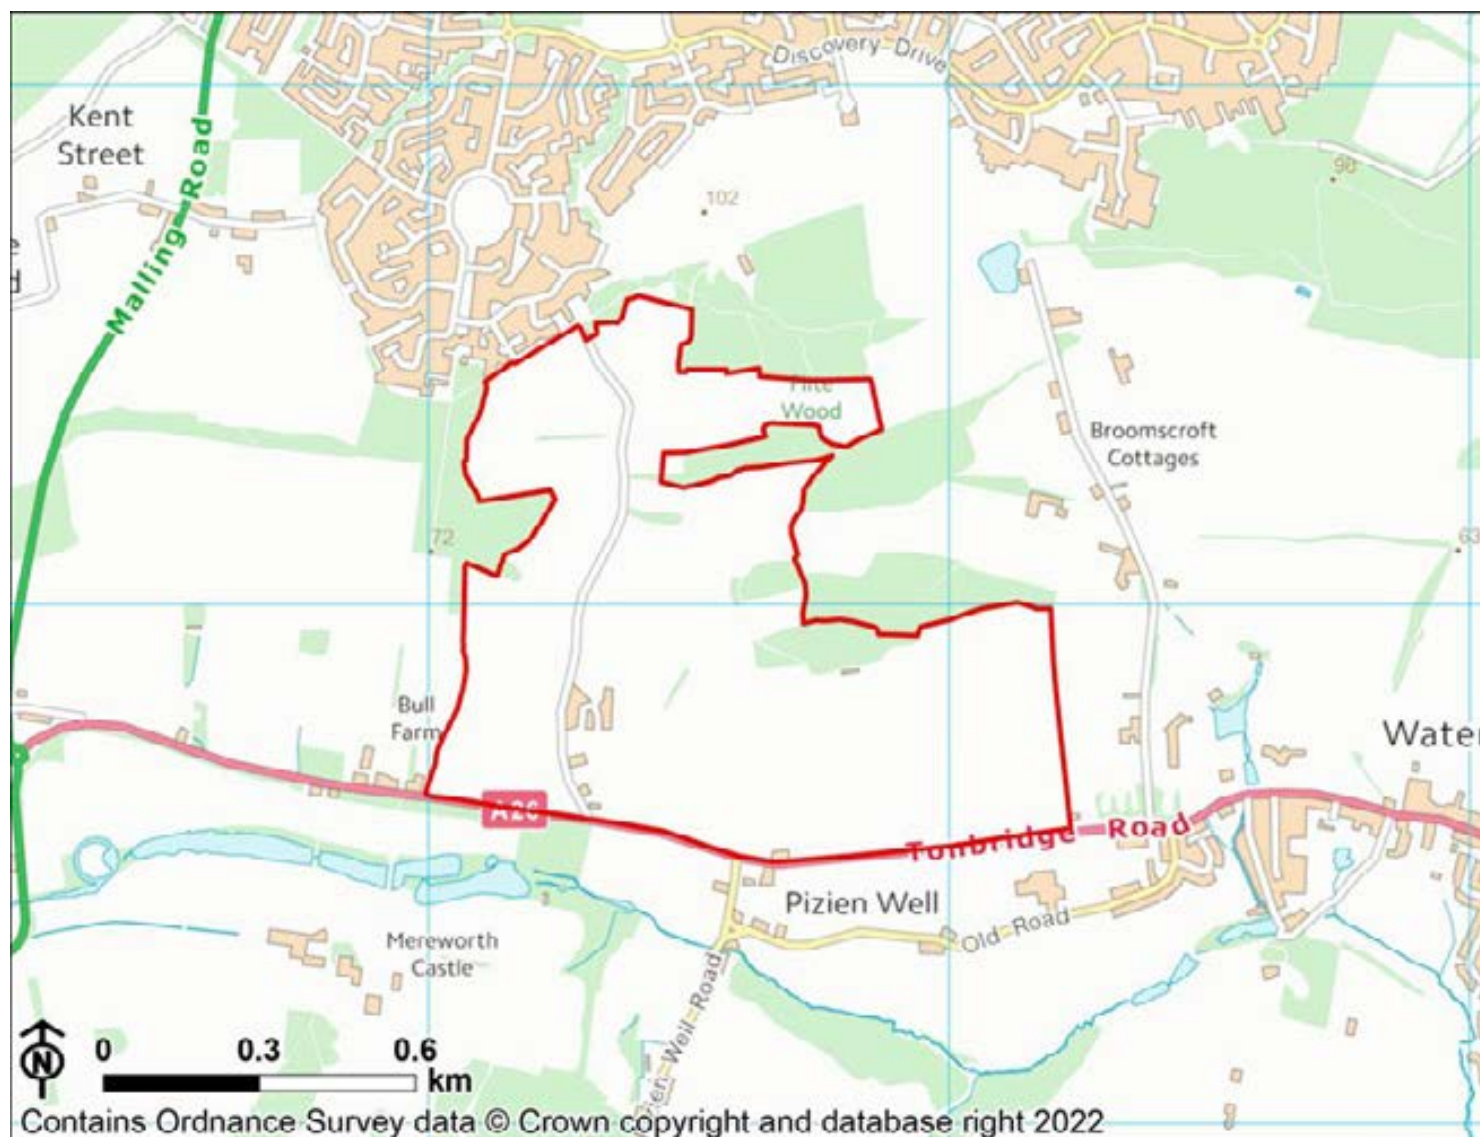 Discovery Drive
Kent
Street
Malling Road
102
98
Wood
Broomscroft
Cottages
72
63
Bull
Farm
A26
Tonbridge Road
Water
Pizien Well
Old Road
Mereworth
Castle
Well Road
N
0 0.3 0.6
km
Contains Ordnance Survey data © Crown copyright and database right 2022